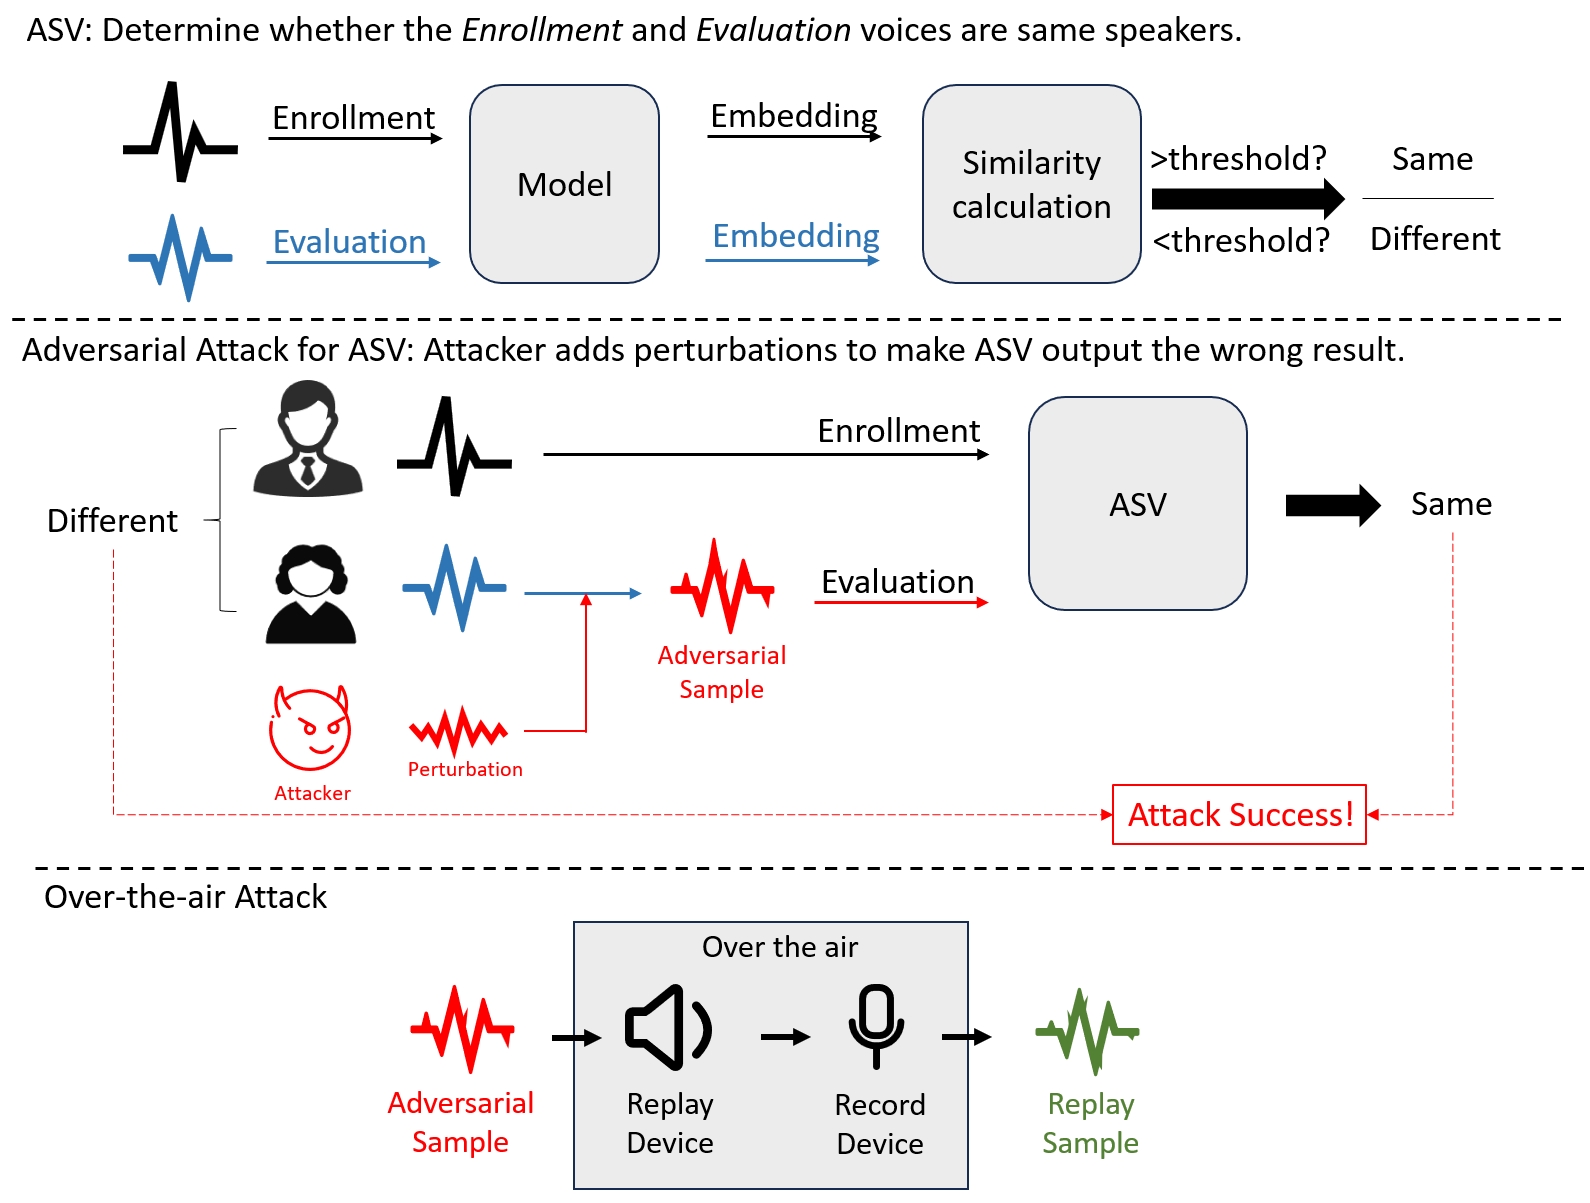 ASV: Determine whether the Enrollment and Evaluation voices are same speakers.
Enrollment
Embedding
Model
Similarity
calculation
>threshold?
Same
Evaluation
Embedding
<threshold?
Different
Adversarial Attack for ASV: Attacker adds perturbations to make ASV output the wrong result.
Enrollment
Different
ASV
Same
Evaluation
Adversarial
Sample
Perturbation
Attacker
Attack Success!
Over-the-air Attack
Over the air
Adversarial
Sample
Replay
Device
Record
Device
Replay
Sample